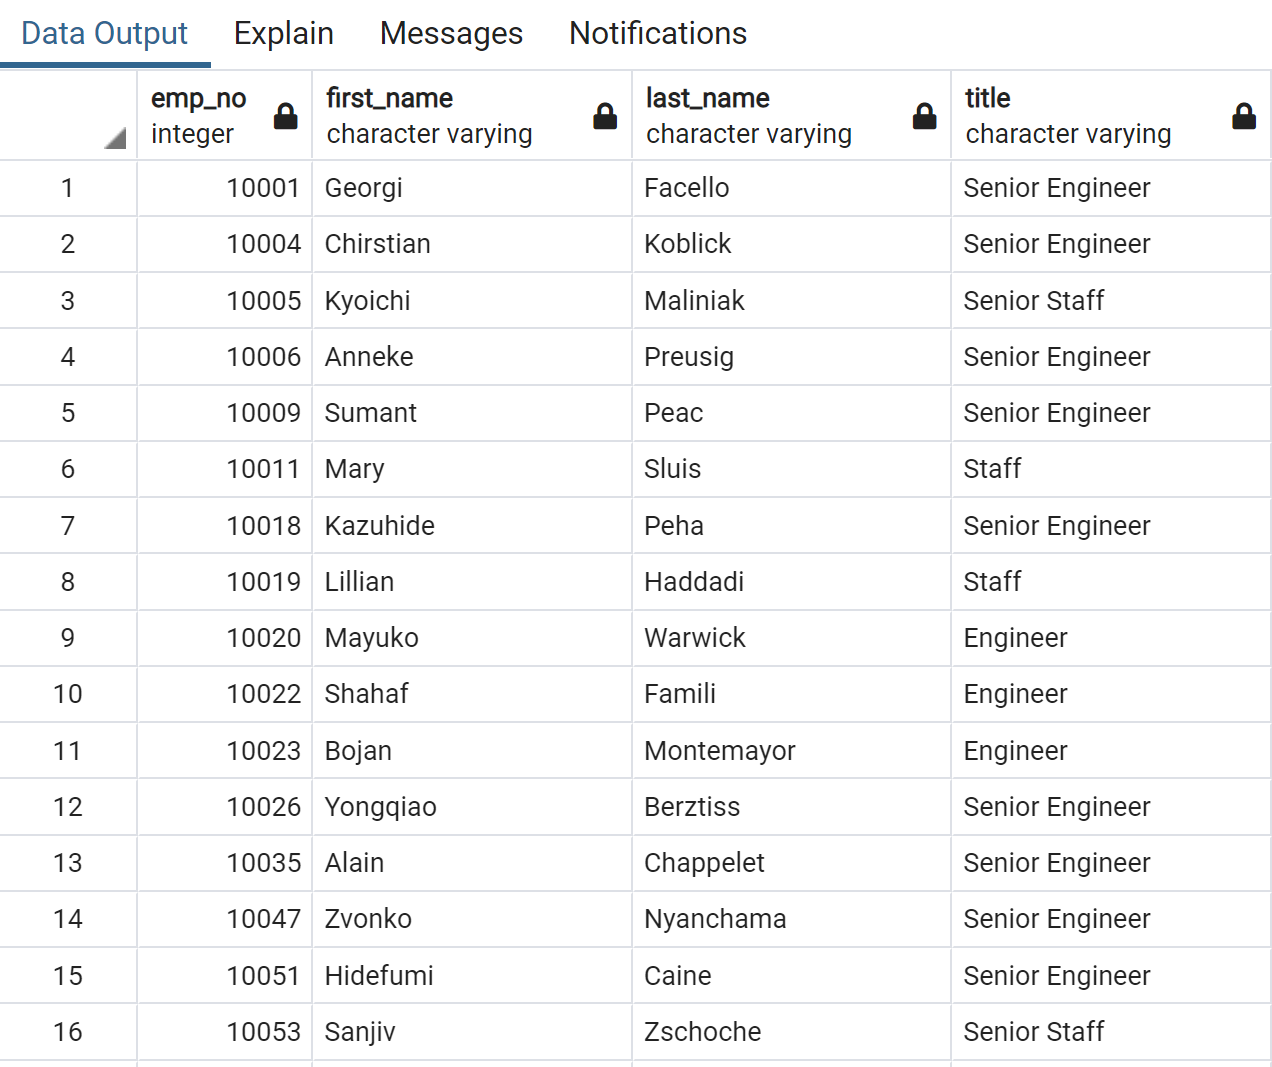 Data Output Explain Messages Notifications
emp_no first_name last_name title
integer character varying character varying character varying
1 10001 Georgi Facello Senior Engineer
2 10004 Chirstian Koblick Senior Engineer
3 10005 Kyoichi Maliniak Senior Staff
4 10006 Anneke Preusig Senior Engineer
5 10009 Sumant Peac Senior Engineer
6 10011 Mary Sluis Staff
7 10018 Kazuhide Peha Senior Engineer
8 10019 Lillian Haddadi Staff
9 10020 Mayuko Warwick Engineer
10 10022 Shahaf Famili Engineer
11 10023 Bojan Montemayor Engineer
12 10026 Yongqiao Berztiss Senior Engineer
13 10035 Alain Chappelet Senior Engineer
14 10047 Zvonko Nyanchama Senior Engineer
15 10051 Hidefumi Caine Senior Engineer
16 10053 Sanjiv Zschoche Senior Staff